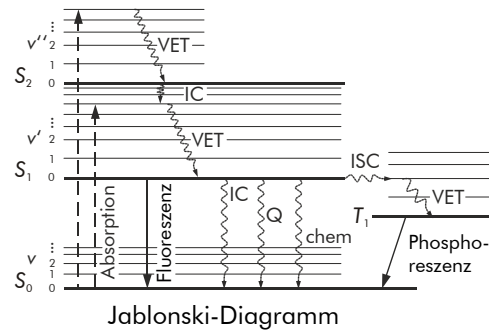 v''
⋮
2
1
VET
S₂ 0
IC
v'
⋮
2
1
VET
S₁ 0
ISC
IC
VET
Q
T₁
chem
Absorption
Fluoreszenz
Phospho-
reszenz
v
⋮
2
1
S₀ 0
Jablonski-Diagramm